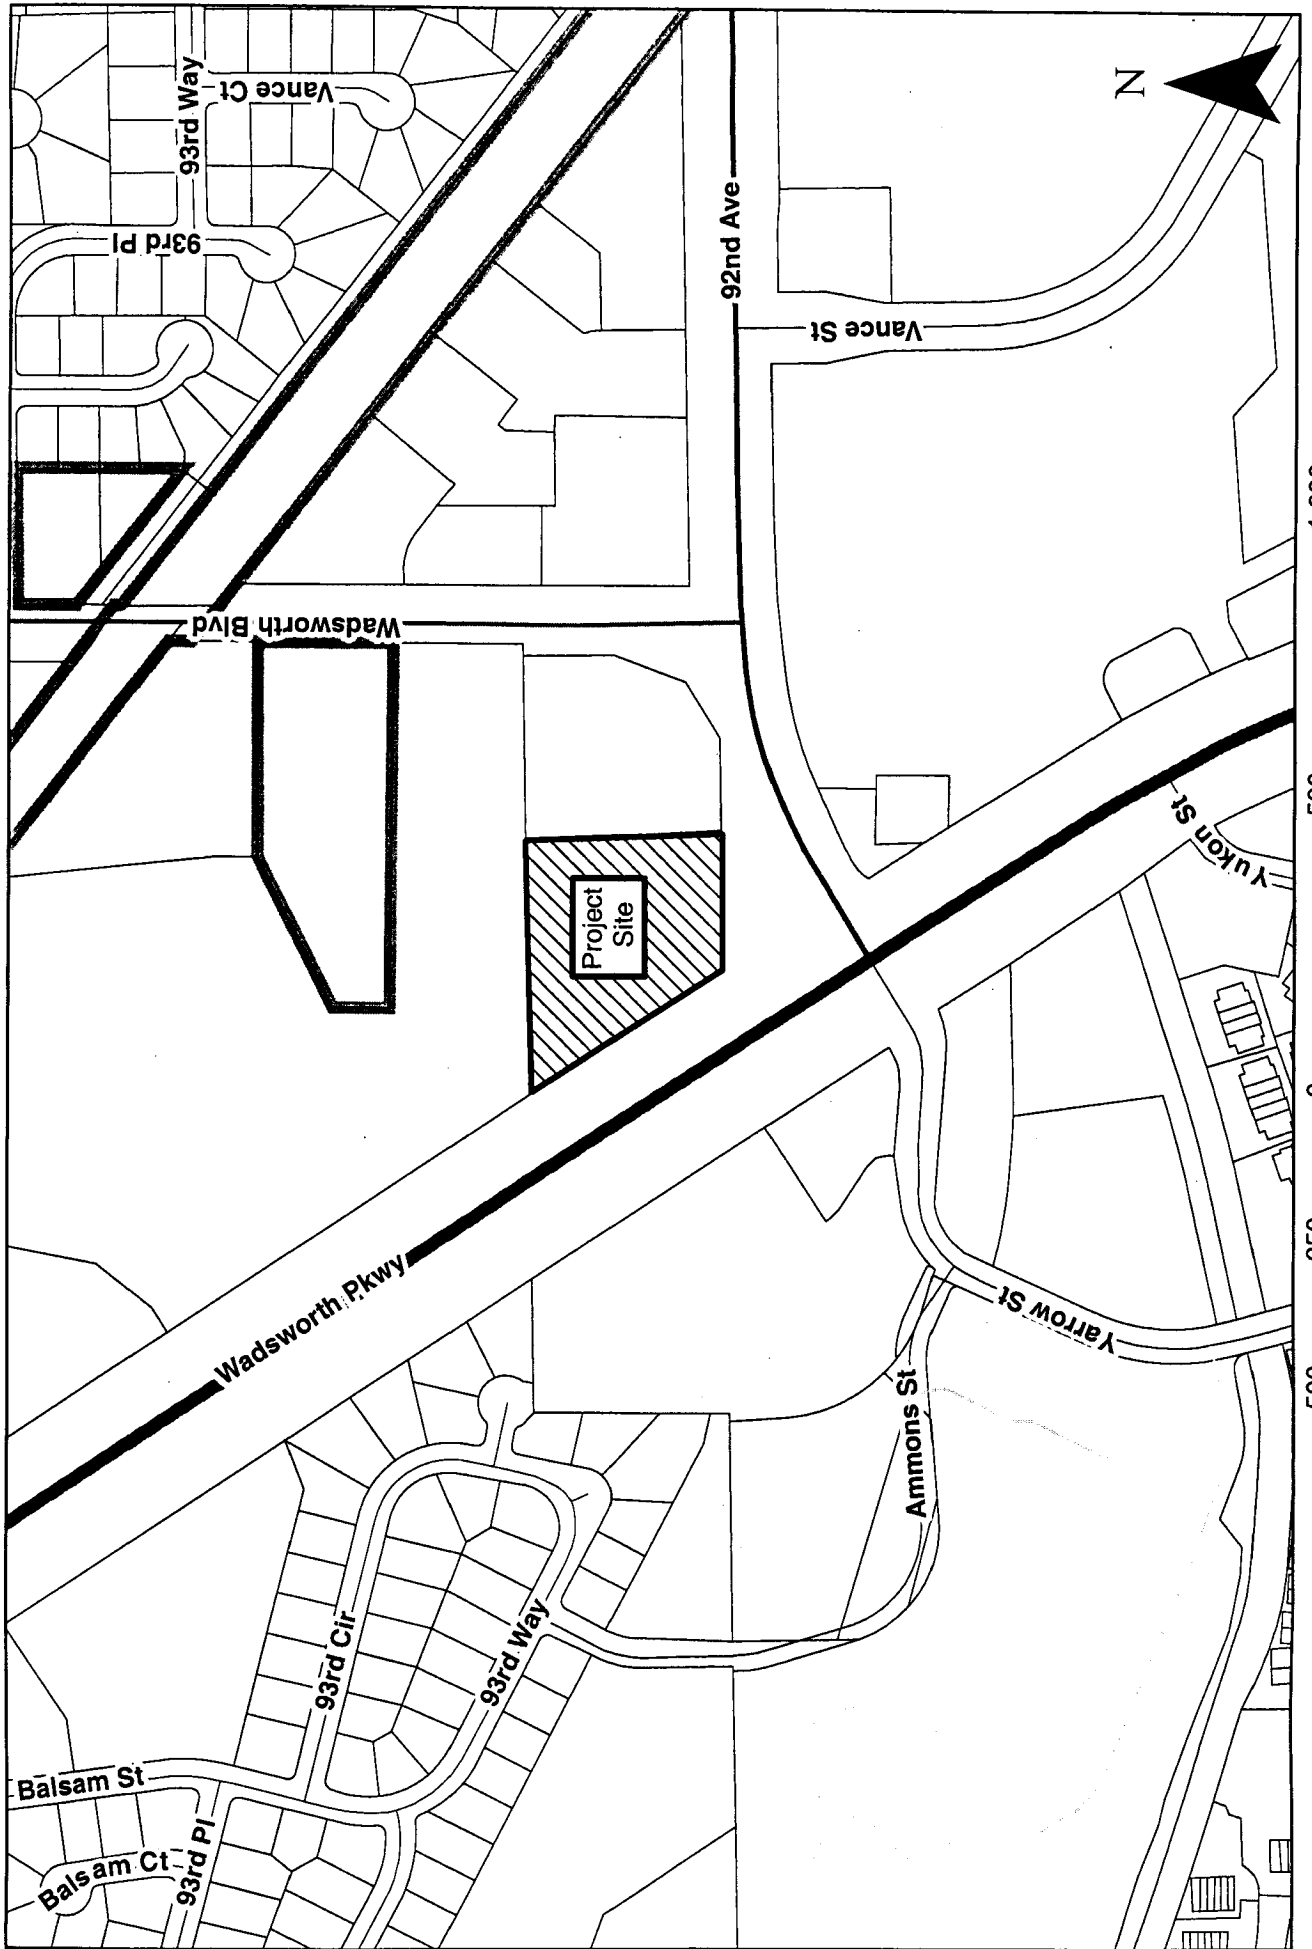 93rd Way
Vance Ct
93rd Pl
N
92nd Ave
Vance St
Wadsworth Blvd
Project
Site
Yukon St
Wadsworth Pkwy
Yarrow St
Ammons St
93rd Cir
93rd Way
Balsam St
Balsam Ct
93rd Pl